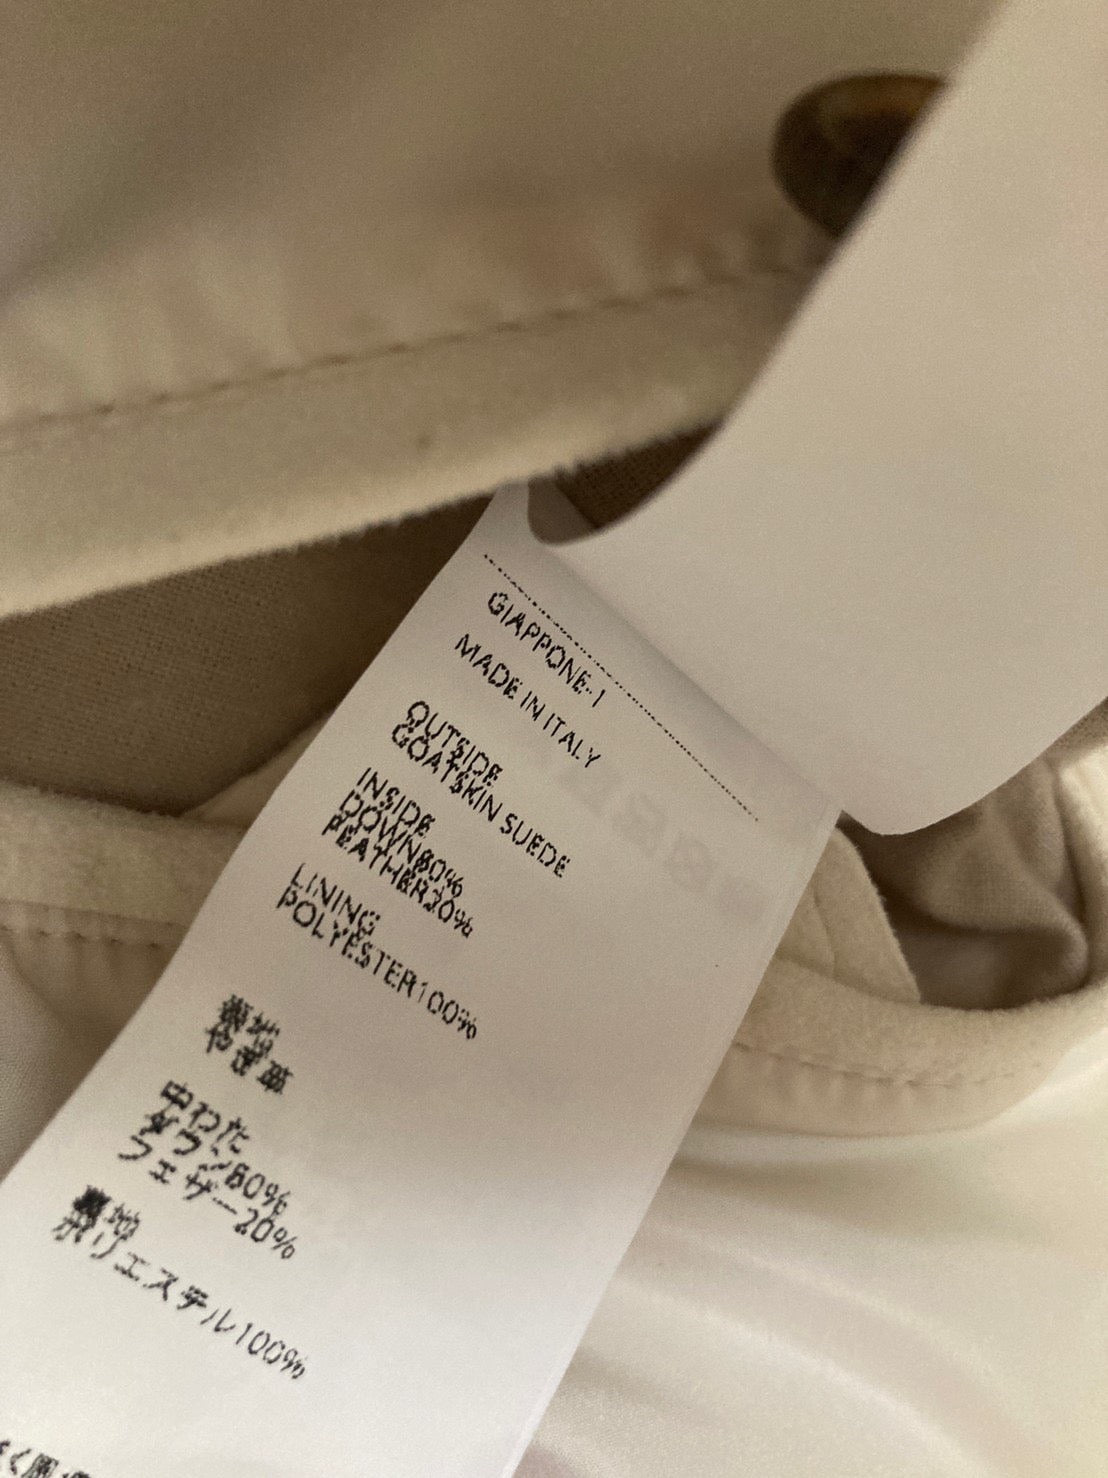 GIAPPONE-1
MADE IN ITALY
OUTSIDE
GOATSKIN SUEDE
INSIDE
DOWN80%
FEATHER20%
LINING
POLYESTER100%
表地
やぎ革
中わた
ダウン80%
フェザー20%
裏地
ポリエステル100%